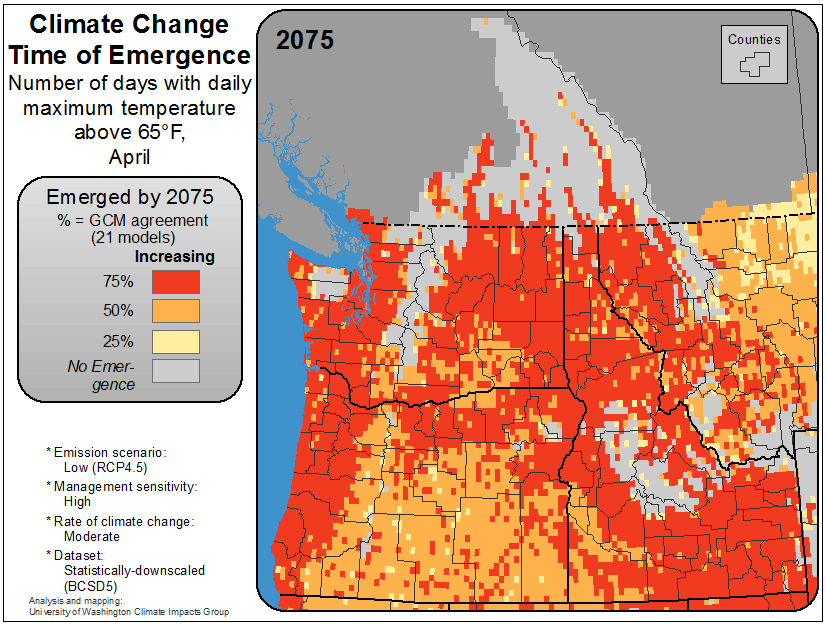 Climate Change
Time of Emergence
Number of days with daily
maximum temperature
above 65°F,
April
Emerged by 2075
% = GCM agreement
(21 models)
Increasing
75%
50%
25%
No Emer-
gence
* Emission scenario:
Low (RCP4.5)
* Management sensitivity:
High
* Rate of climate change:
Moderate
* Dataset:
Statistically-downscaled
(BCSD5)
Analysis and mapping:
University of Washington Climate Impacts Group
2075
Counties